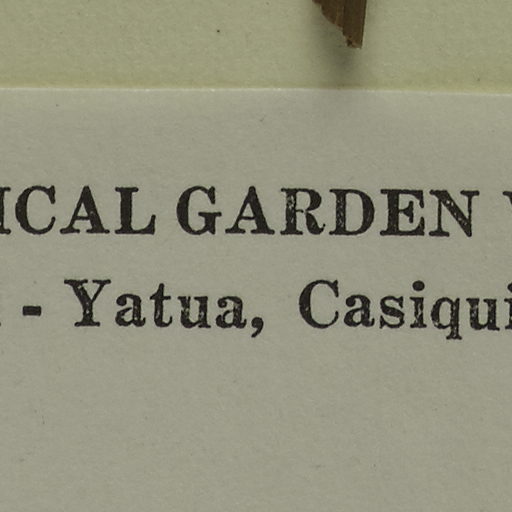 ICAL GARDEN
- Yatua, Casiqui